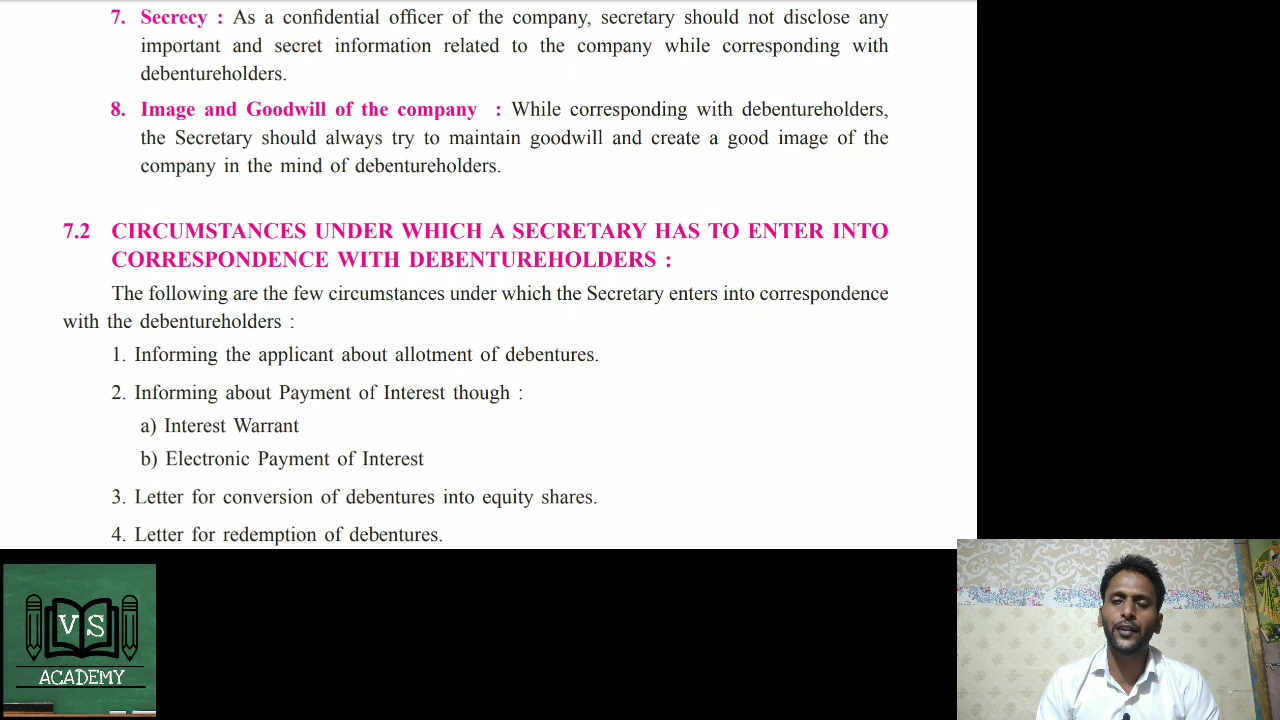 7. Secrecy : As a confidential officer of the company, secretary should not disclose any
important and secret information related to the company while corresponding with
debentureholders.
8. Image and Goodwill of the company : While corresponding with debentureholders,
the Secretary should always try to maintain goodwill and create a good image of the
company in the mind of debentureholders.
7.2 CIRCUMSTANCES UNDER WHICH A SECRETARY HAS TO ENTER INTO
CORRESPONDENCE WITH DEBENTUREHOLDERS :
The following are the few circumstances under which the Secretary enters into correspondence
with the debentureholders :
1. Informing the applicant about allotment of debentures.
2. Informing about Payment of Interest though :
a) Interest Warrant
b) Electronic Payment of Interest
3. Letter for conversion of debentures into equity shares.
4. Letter for redemption of debentures.
V S
ACADEMY